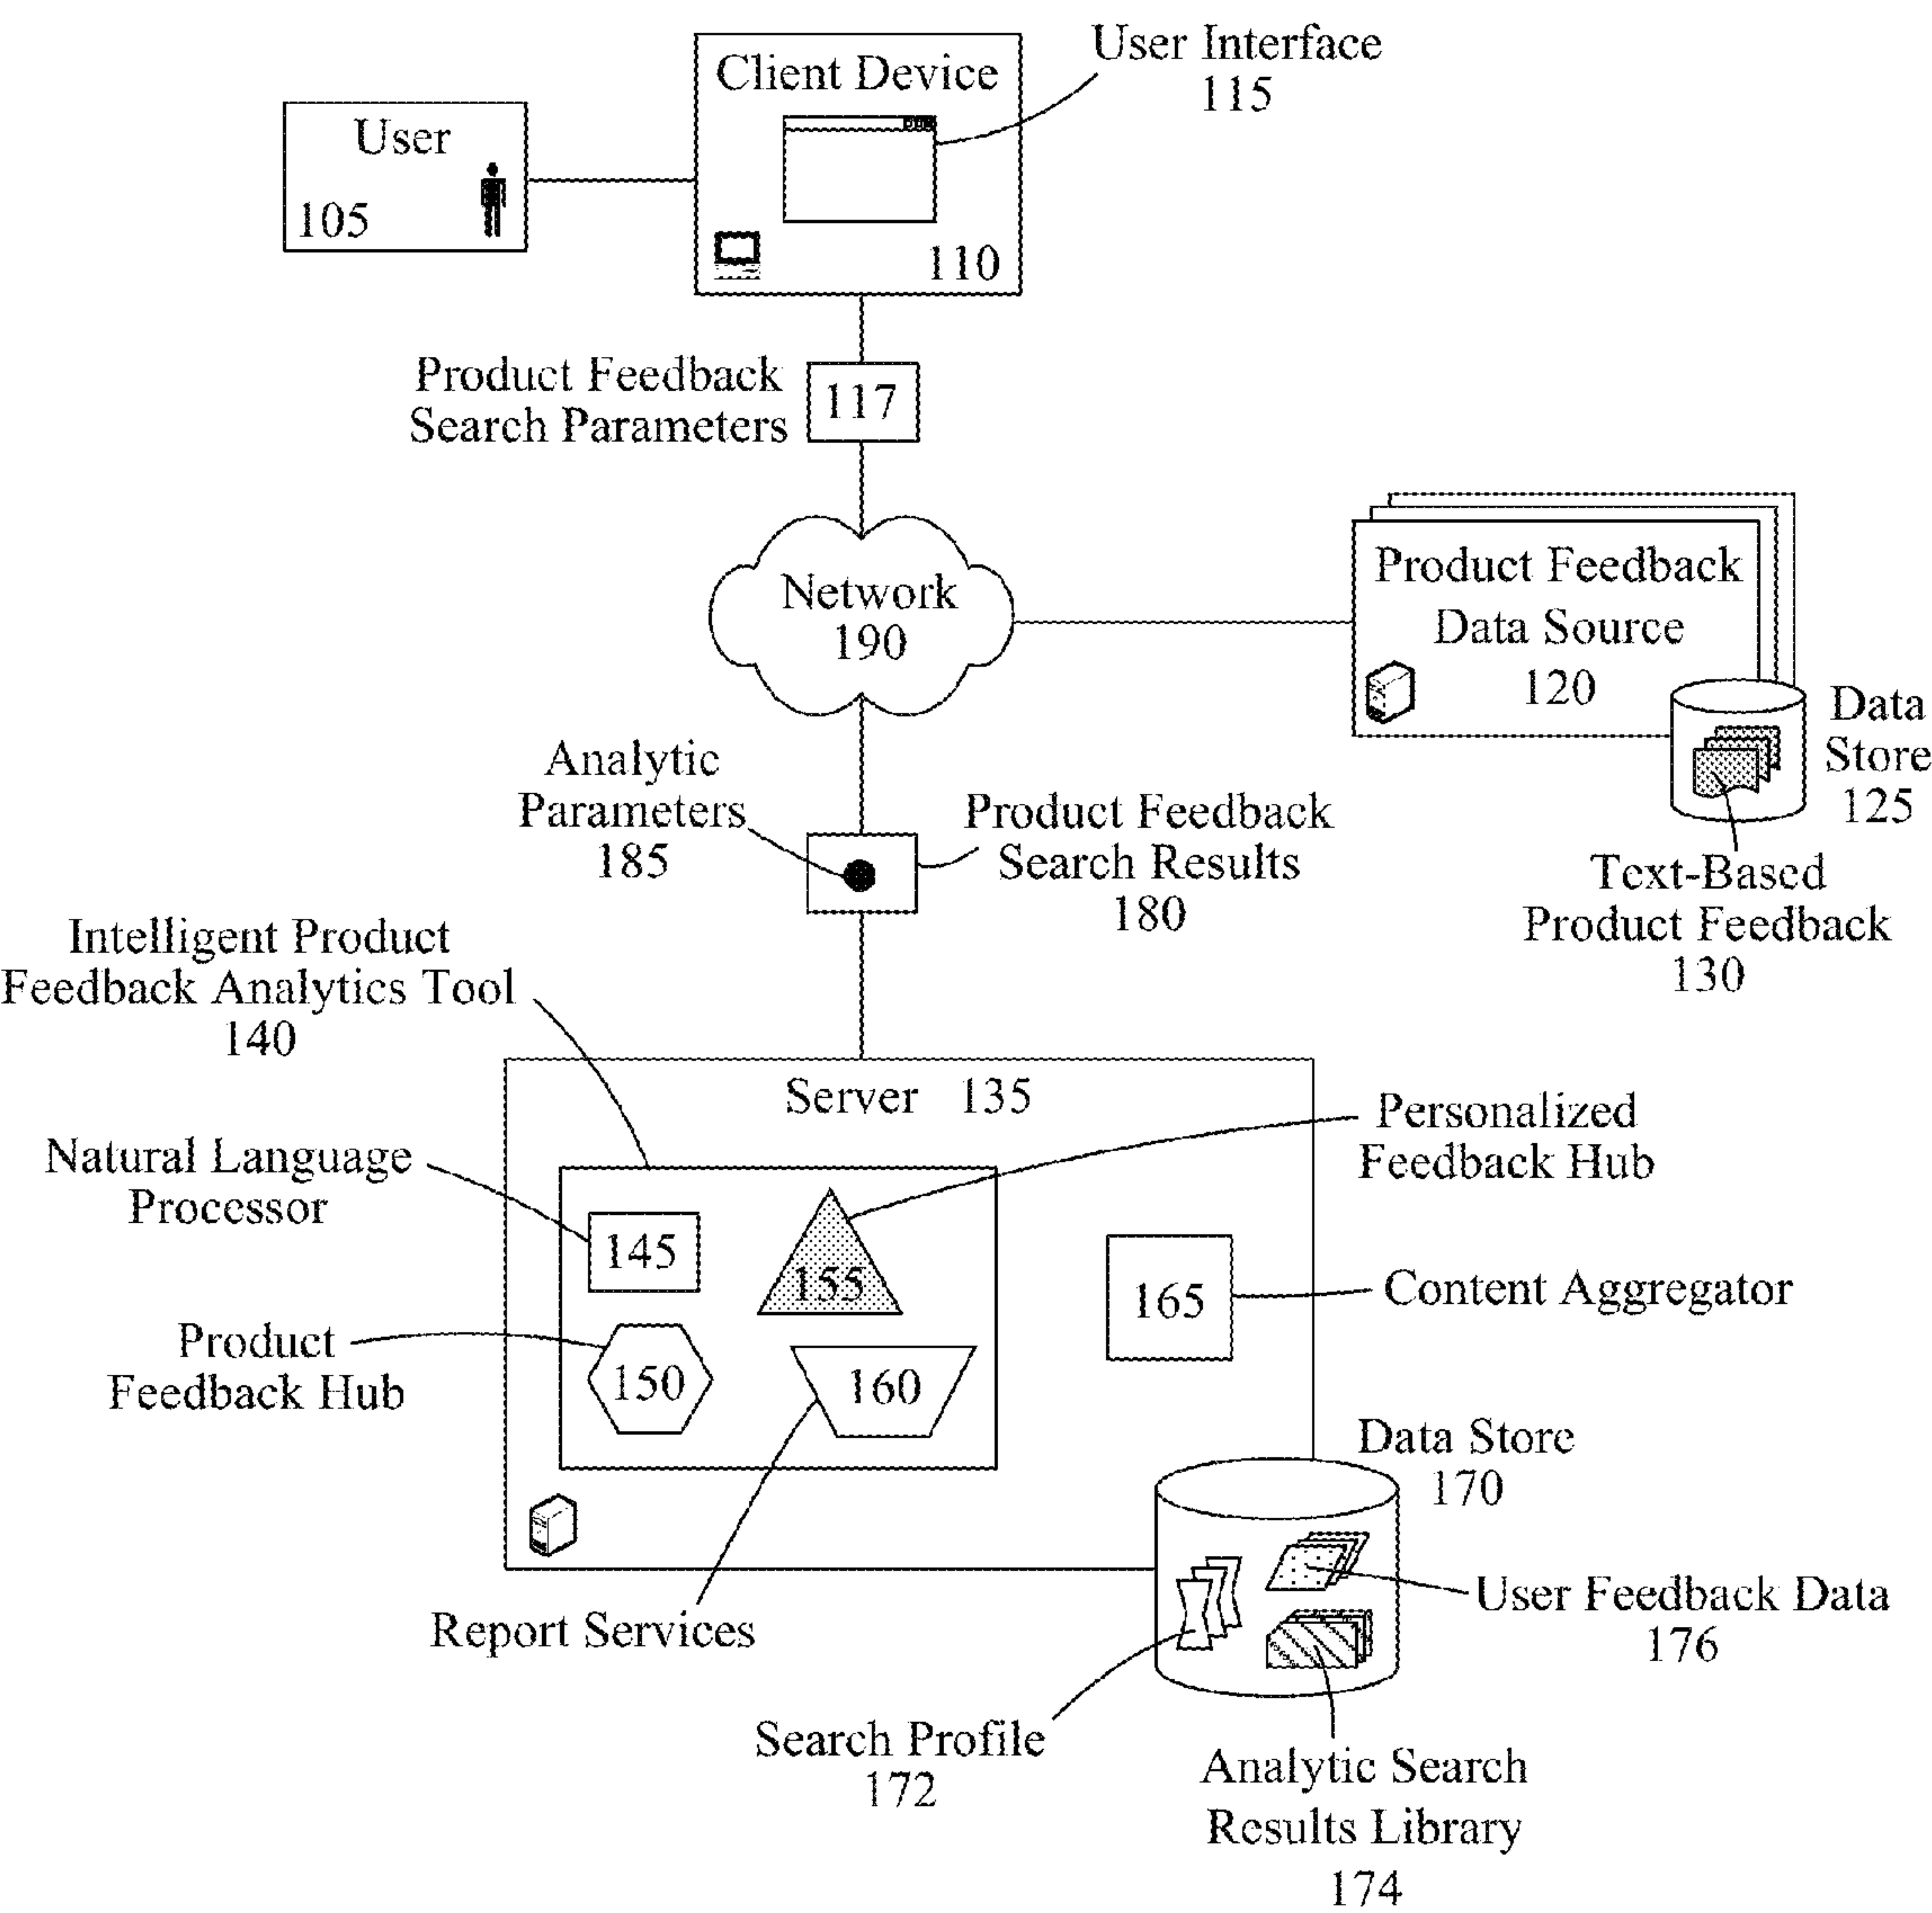 User Interface
115
Client Device
110
User
105
Product Feedback
Search Parameters
117
Network
190
Product Feedback
Data Source
120
Data
Store
125
Text-Based
Product Feedback
130
Analytic
Parameters
185
Product Feedback
Search Results
180
Intelligent Product
Feedback Analytics Tool
140
Server 135
Personalized
Feedback Hub
Natural Language
Processor
145
155
165
Content Aggregator
Product
Feedback Hub
150
160
Data Store
170
Report Services
User Feedback Data
176
Search Profile
172
Analytic Search
Results Library
174